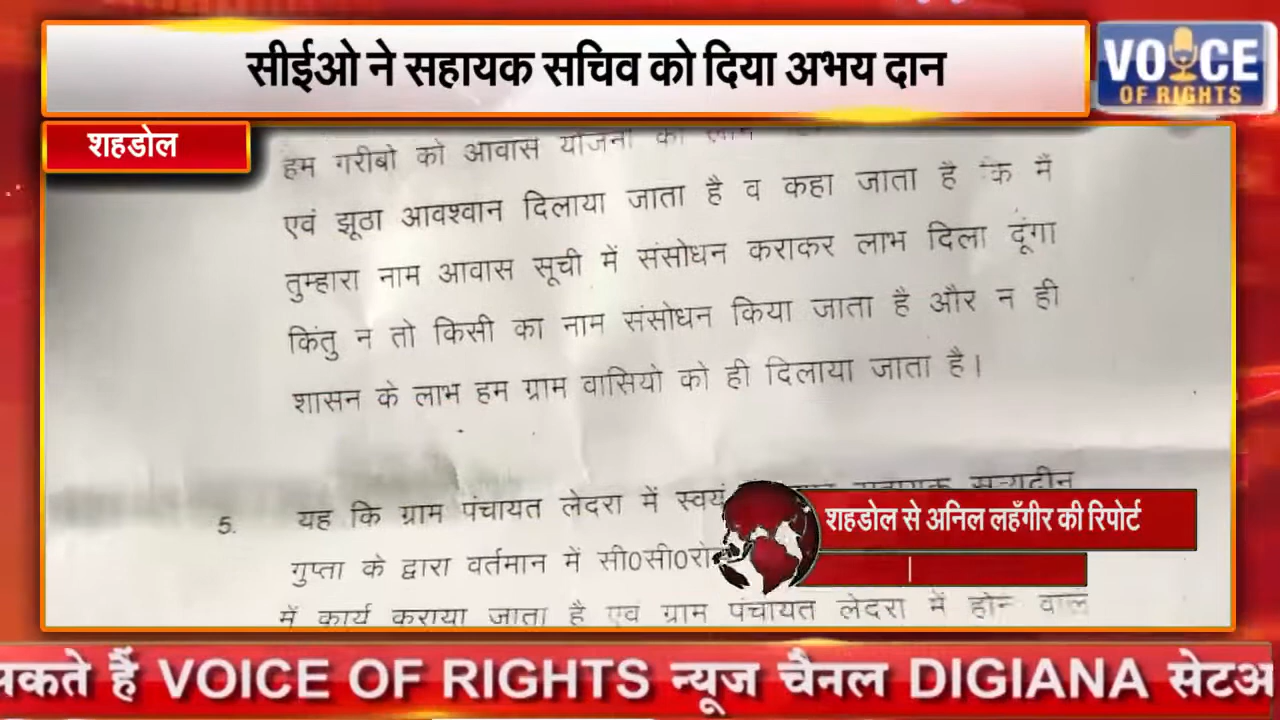 सीईओ ने सहायक सचिव को दिया अभय दान
VOICE
OF RIGHTS
शहडोल
हम गरीबो को आवास योजना का लाभ
एवं झूठा आवश्वान दिलाया जाता है व कहा जाता है कि मैं
तुम्हारा नाम आवास सूची में संसोधन कराकर लाभ दिला दूंगा
किंतु न तो किसी का नाम संसोधन किया जाता है और न ही
शासन के लाभ हम ग्राम वासियो को ही दिलाया जाता है।
5. यह कि ग्राम पंचायत लेदरा में स्वयं
शहडोल से अनिल लहँगीर की रिपोर्ट
गुप्ता के द्वारा वर्तमान में सी0सी0रो
में कार्य कराया जाता है एवं ग्राम पंचायत लेदरा में होने वाले
सकते हैं VOICE OF RIGHTS न्यूज चैनल DIGIANA सेटअ